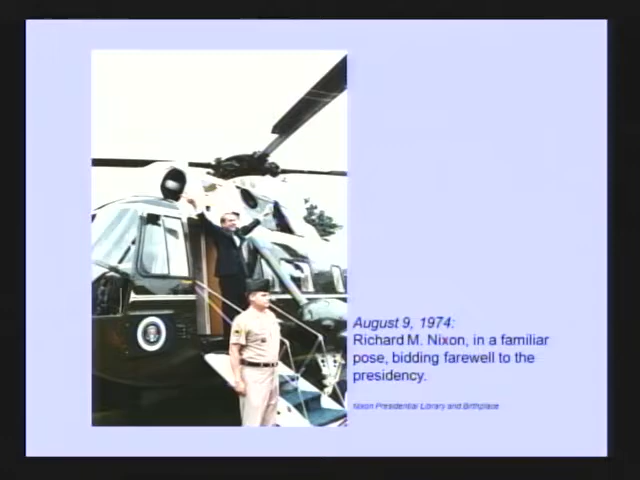 August 9, 1974:
Richard M. Nixon, in a familiar
pose, bidding farewell to the
presidency.
Nixon Presidential Library and Birthplace